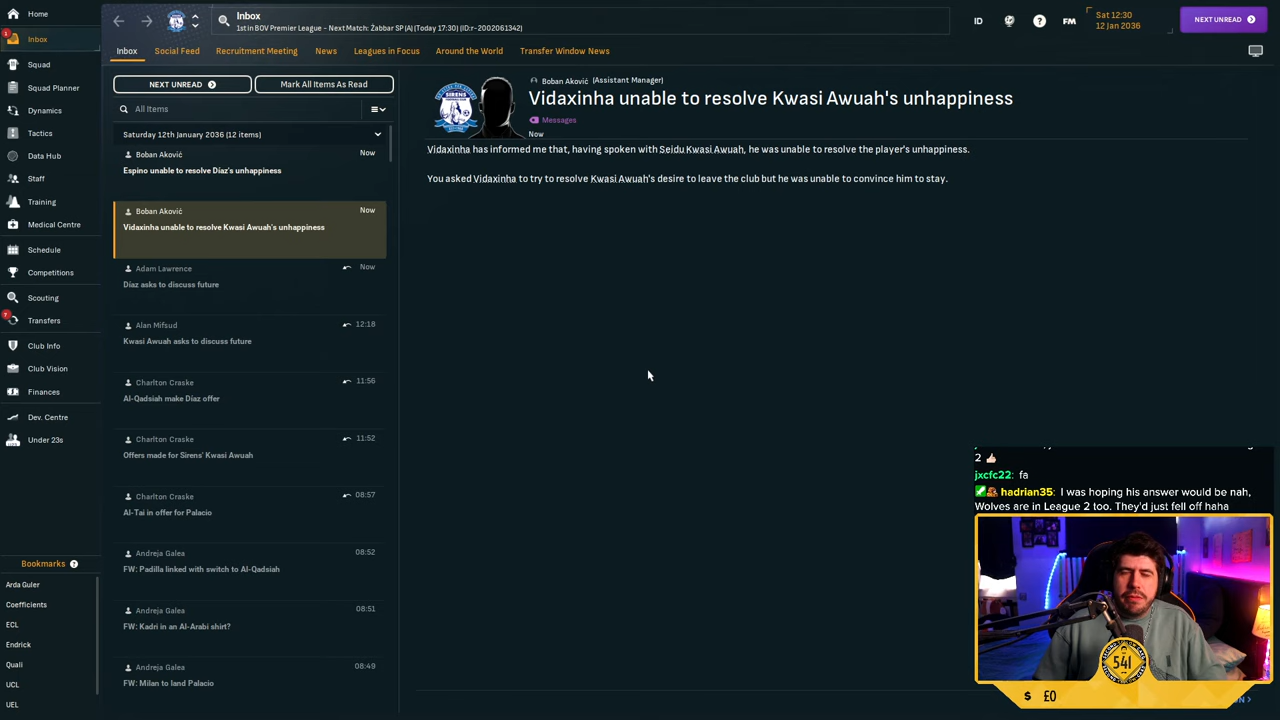 Home
1
Inbox
Squad
Squad Planner
Dynamics
Tactics
Data Hub
Staff
Training
Medical Centre
Schedule
Competitions
Scouting
7
Transfers
Club Info
Club Vision
Finances
Dev. Centre
Under 23s
Bookmarks ?
Arda Guler
Coefficients
ECL
Endrick
Quali
UCL
UEL
Inbox
1st in BOV Premier League - Next Match: Żabbar SP (A) (Today 17:30) (ID:r-2002061342)
ID
?
FM
Sat 12:30
12 Jan 2036
NEXT UNREAD
Inbox
Social Feed
Recruitment Meeting
News
Leagues in Focus
Around the World
Transfer Window News
NEXT UNREAD
Mark All Items As Read
All Items
Saturday 12th January 2036 (12 items)
Boban Aković
Now
Espino unable to resolve Díaz's unhappiness
Boban Aković
Now
Vidaxinha unable to resolve Kwasi Awuah's unhappiness
Adam Lawrence
Now
Díaz asks to discuss future
Alan Mifsud
12:18
Kwasi Awuah asks to discuss future
Charlton Craske
11:56
Al-Qadsiah make Díaz offer
Charlton Craske
11:52
Offers made for Sirens' Kwasi Awuah
Charlton Craske
08:57
Al-Tai in offer for Palacio
Andreja Galea
08:52
FW: Padilla linked with switch to Al-Qadsiah
Andreja Galea
08:51
FW: Kadri in an Al-Arabi shirt?
Andreja Galea
08:49
FW: Milan to land Palacio
SIRENS
Boban Aković (Assistant Manager)
Vidaxinha unable to resolve Kwasi Awuah's unhappiness
Messages
Now
Vidaxinha has informed me that, having spoken with Seidu Kwasi Awuah, he was unable to resolve the player's unhappiness.
You asked Vidaxinha to try to resolve Kwasi Awuah's desire to leave the club but he was unable to convince him to stay.
2 👍🏻
jxcfc22: fa
hadrian35: I was hoping his answer would be nah,
Wolves are in League 2 too. They'd just fell off haha
541
$ £0